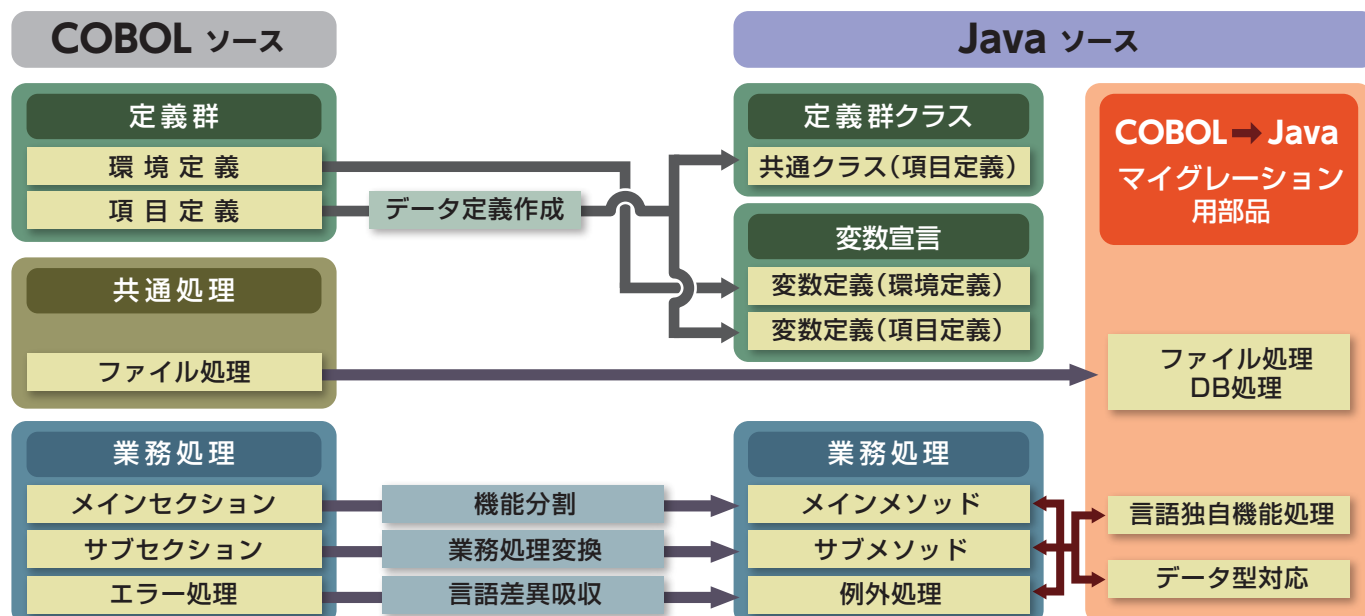 COBOL ソース
定義群
環境定義
項目定義
データ定義作成
共通処理
ファイル処理
業務処理
メインセクション
サブセクション
エラー処理
機能分割
業務処理変換
言語差異吸収
Java ソース
定義群クラス
共通クラス(項目定義)
変数宣言
変数定義(環境定義)
変数定義(項目定義)
業務処理
メインメソッド
サブメソッド
例外処理
COBOL➡Java
マイグレーション
用部品
ファイル処理
DB処理
言語独自機能処理
データ型対応